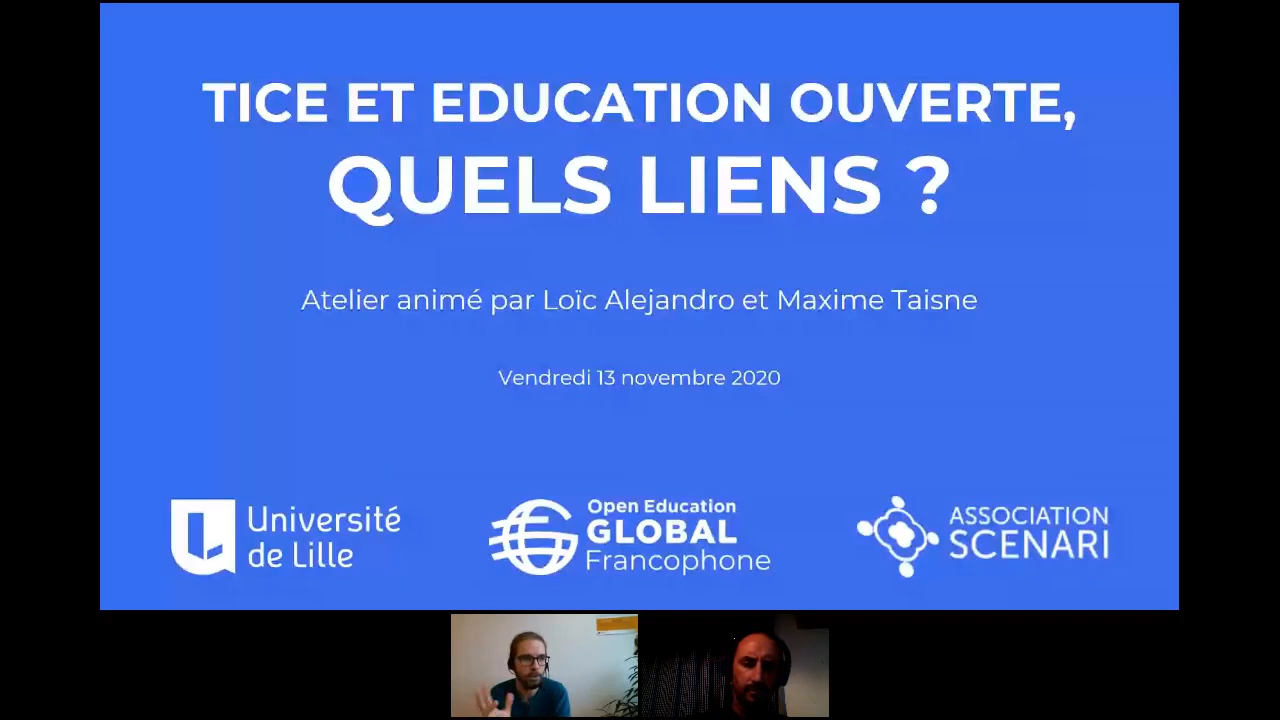 TICE ET EDUCATION OUVERTE,
QUELS LIENS ?
Atelier animé par Loïc Alejandro et Maxime Taisne
Vendredi 13 novembre 2020
Université
de Lille
Open Education
GLOBAL
Francophone
ASSOCIATION
SCENARI